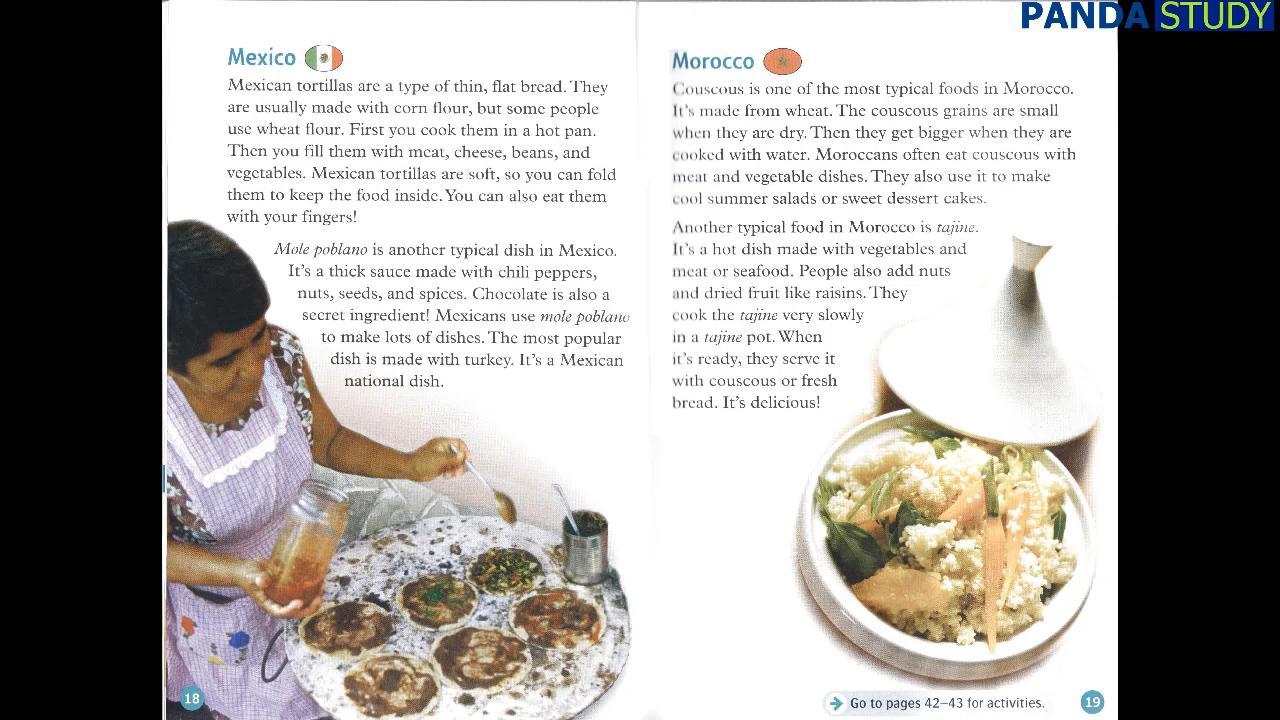 PANDA STUDY
Mexico
Mexican tortillas are a type of thin, flat bread. They
are usually made with corn flour, but some people
use wheat flour. First you cook them in a hot pan.
Then you fill them with meat, cheese, beans, and
vegetables. Mexican tortillas are soft, so you can fold
them to keep the food inside. You can also eat them
with your fingers!
Mole poblano is another typical dish in Mexico.
It's a thick sauce made with chili peppers,
nuts, seeds, and spices. Chocolate is also a
secret ingredient! Mexicans use mole poblano
to make lots of dishes. The most popular
dish is made with turkey. It's a Mexican
national dish.
18
Morocco
Couscous is one of the most typical foods in Morocco.
It's made from wheat. The couscous grains are small
when they are dry. Then they get bigger when they are
cooked with water. Moroccans often eat couscous with
meat and vegetable dishes. They also use it to make
cool summer salads or sweet dessert cakes.
Another typical food in Morocco is tajine.
It's a hot dish made with vegetables and
meat or seafood. People also add nuts
and dried fruit like raisins. They
cook the tajine very slowly
in a tajine pot. When
it's ready, they serve it
with couscous or fresh
bread. It's delicious!
Go to pages 42–43 for activities.
19